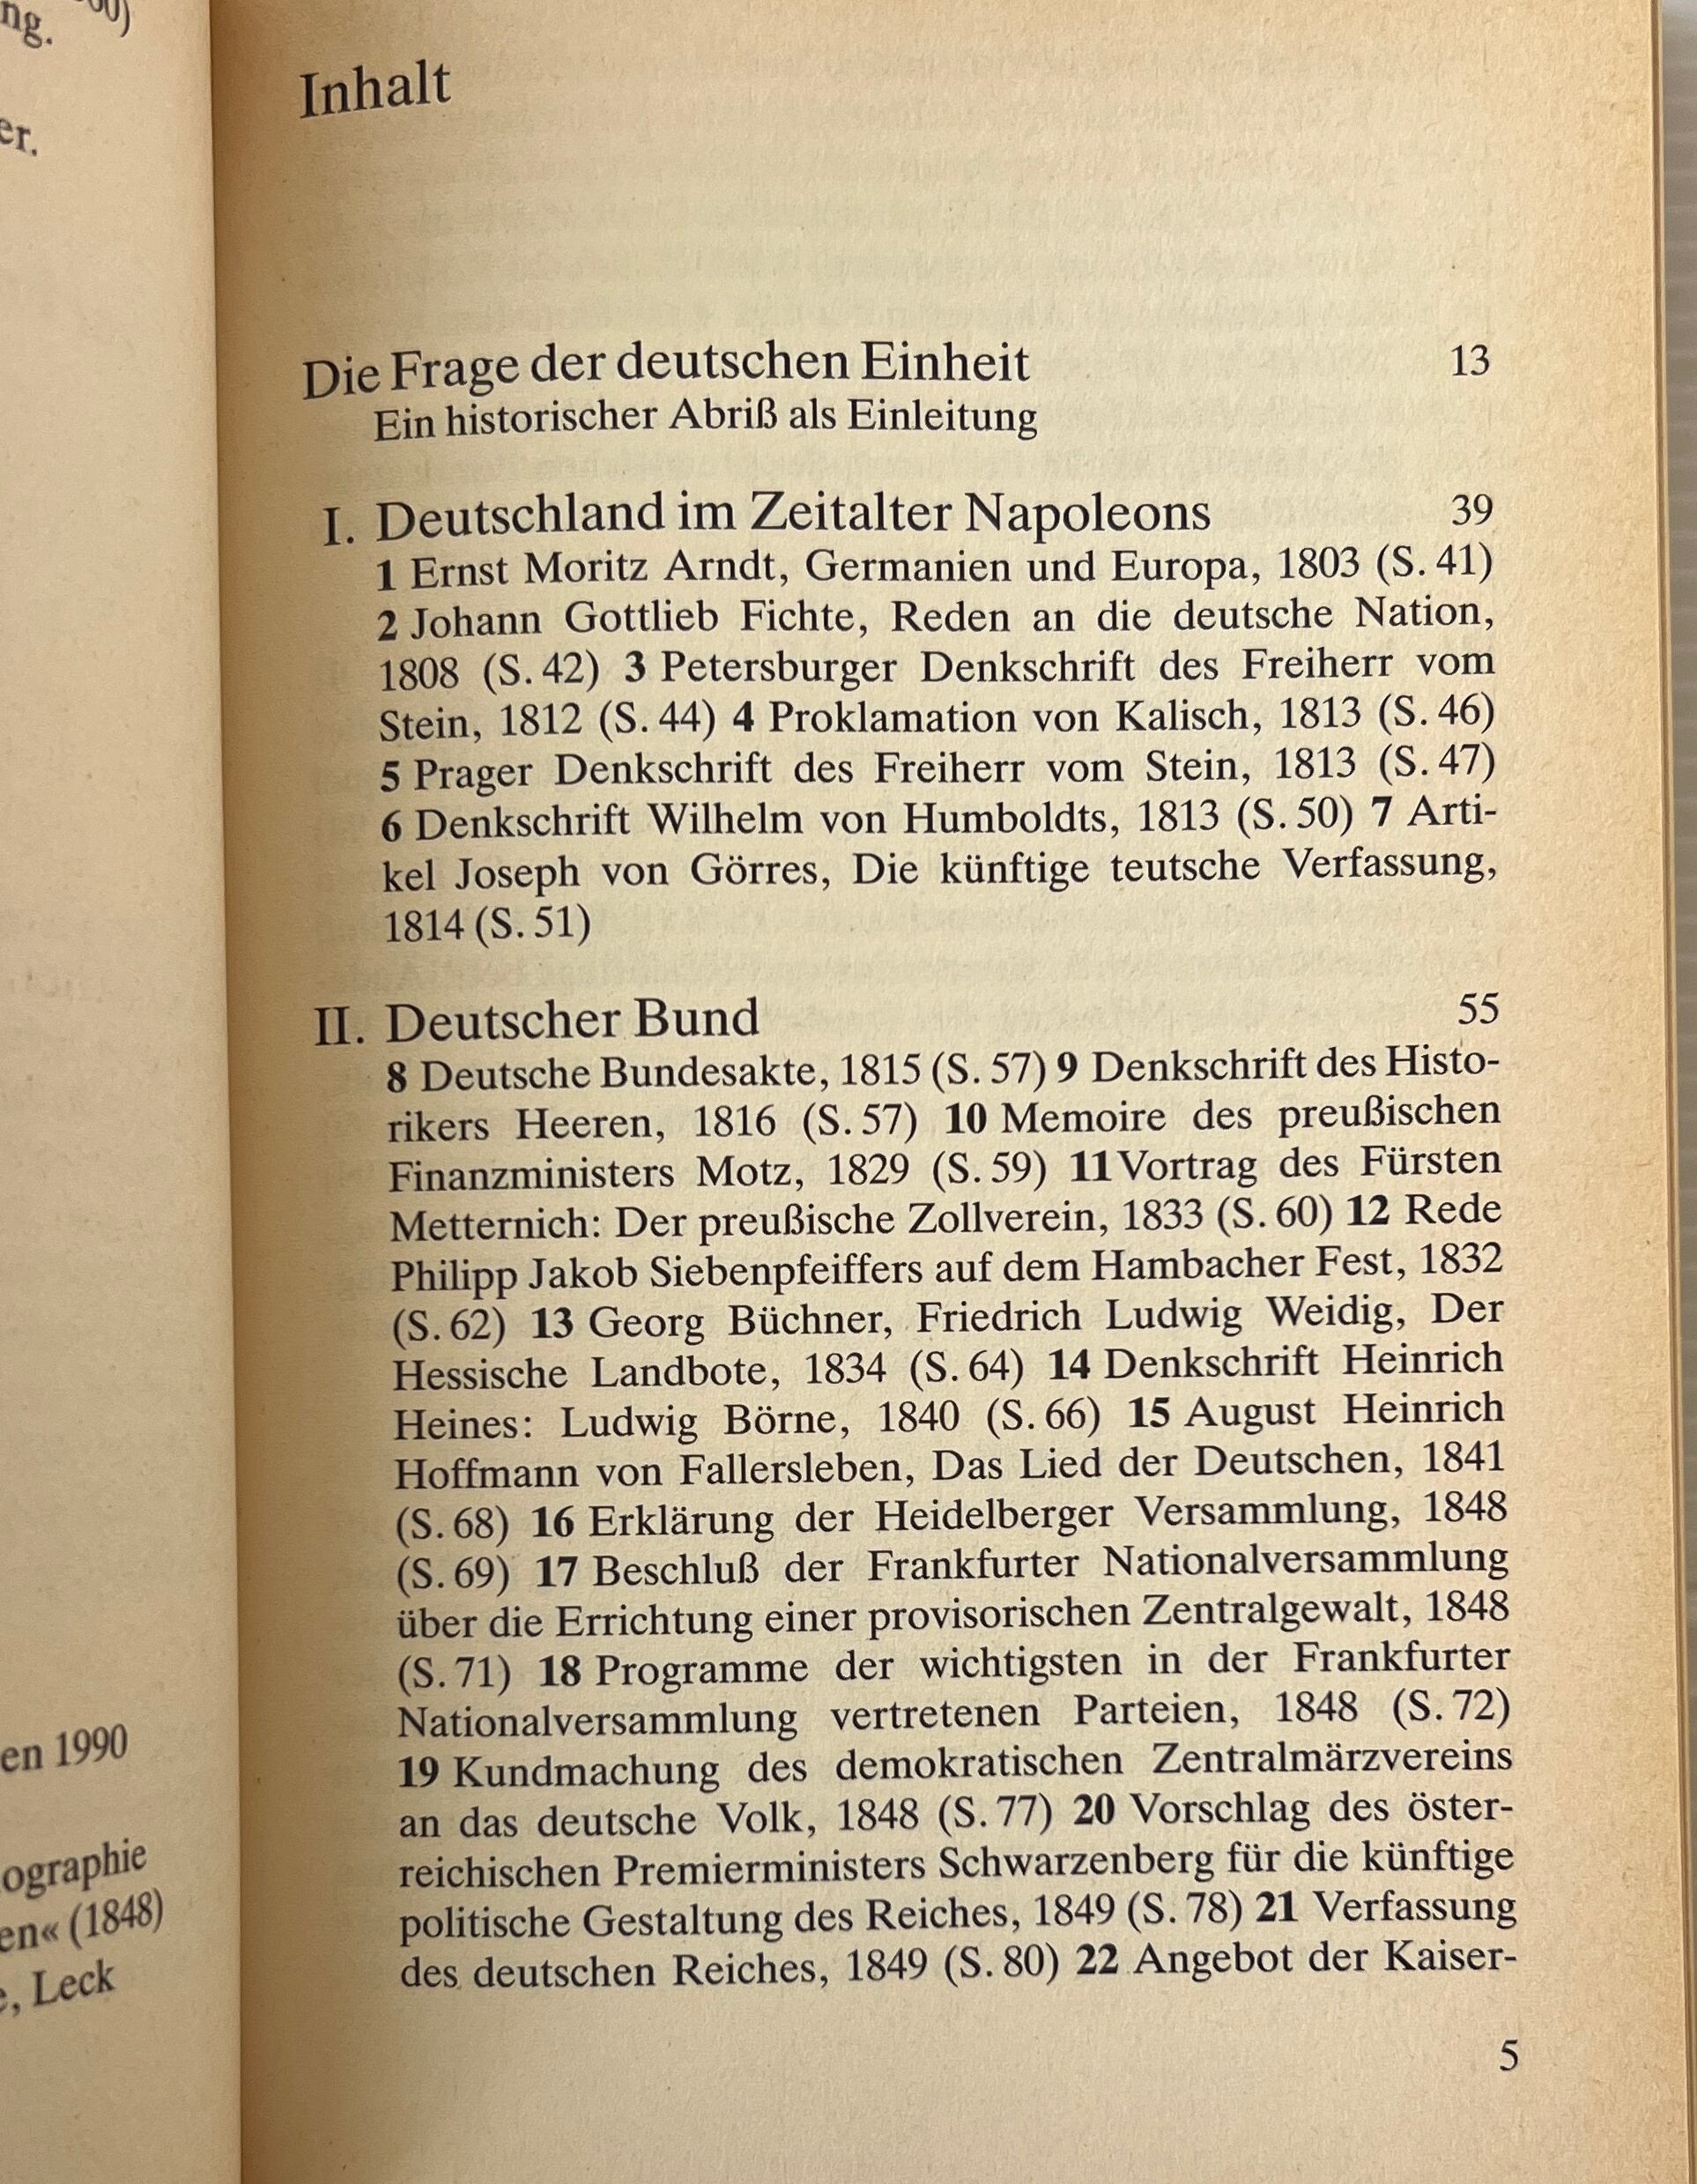 ng.
er.
en 1990
ographie
en« (1848)
e, Leck
Inhalt
Die Frage der deutschen Einheit 13
Ein historischer Abriß als Einleitung
I. Deutschland im Zeitalter Napoleons 39
1 Ernst Moritz Arndt, Germanien und Europa, 1803 (S. 41)
2 Johann Gottlieb Fichte, Reden an die deutsche Nation,
1808 (S. 42) 3 Petersburger Denkschrift des Freiherr vom
Stein, 1812 (S. 44) 4 Proklamation von Kalisch, 1813 (S. 46)
5 Prager Denkschrift des Freiherr vom Stein, 1813 (S. 47)
6 Denkschrift Wilhelm von Humboldts, 1813 (S. 50) 7 Arti-
kel Joseph von Görres, Die künftige teutsche Verfassung,
1814 (S. 51)
II. Deutscher Bund 55
8 Deutsche Bundesakte, 1815 (S. 57) 9 Denkschrift des Histo-
rikers Heeren, 1816 (S. 57) 10 Memoire des preußischen
Finanzministers Motz, 1829 (S. 59) 11 Vortrag des Fürsten
Metternich: Der preußische Zollverein, 1833 (S. 60) 12 Rede
Philipp Jakob Siebenpfeiffers auf dem Hambacher Fest, 1832
(S. 62) 13 Georg Büchner, Friedrich Ludwig Weidig, Der
Hessische Landbote, 1834 (S. 64) 14 Denkschrift Heinrich
Heines: Ludwig Börne, 1840 (S. 66) 15 August Heinrich
Hoffmann von Fallersleben, Das Lied der Deutschen, 1841
(S. 68) 16 Erklärung der Heidelberger Versammlung, 1848
(S. 69) 17 Beschluß der Frankfurter Nationalversammlung
über die Errichtung einer provisorischen Zentralgewalt, 1848
(S. 71) 18 Programme der wichtigsten in der Frankfurter
Nationalversammlung vertretenen Parteien, 1848 (S. 72)
19 Kundmachung des demokratischen Zentralmärzvereins
an das deutsche Volk, 1848 (S. 77) 20 Vorschlag des öster-
reichischen Premierministers Schwarzenberg für die künftige
politische Gestaltung des Reiches, 1849 (S. 78) 21 Verfassung
des deutschen Reiches, 1849 (S. 80) 22 Angebot der Kaiser-
5